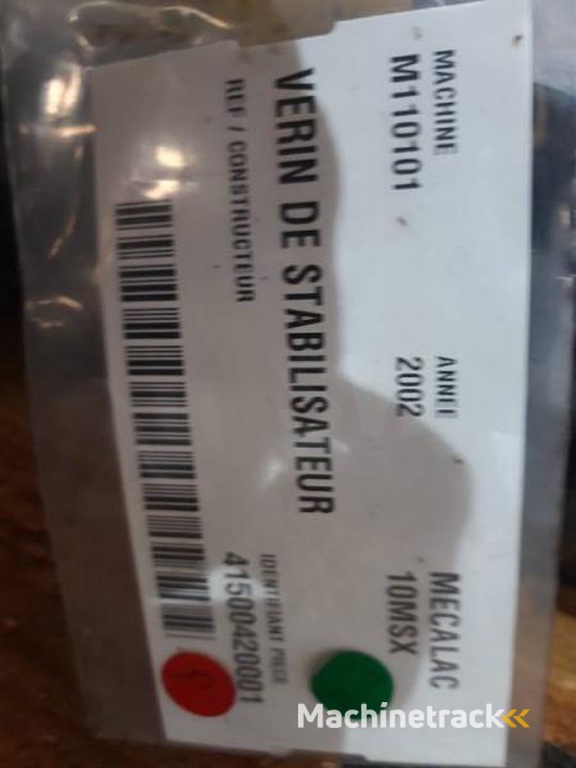 MACHINE ANNEE MECALAC
M110101 2002 10MSX
VERIN DE STABILISATEUR
REF / CONSTRUCTEUR IDENTIFIANT PIECE
41500420001
Machinetrack